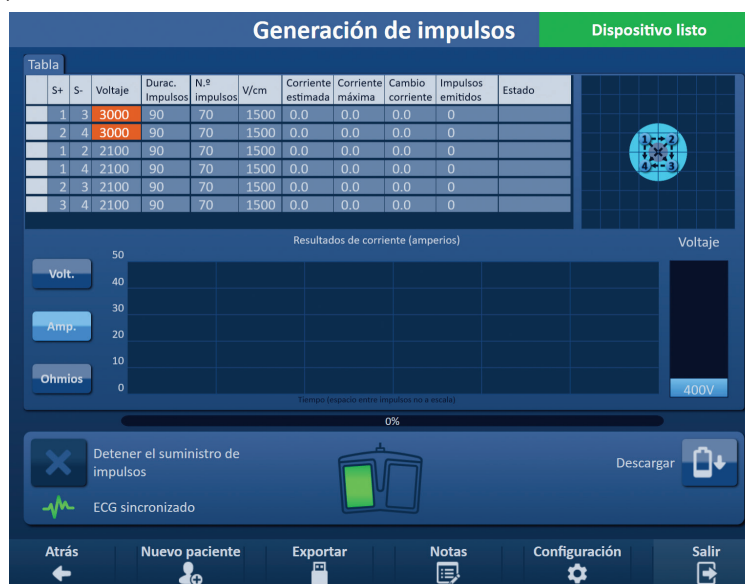 Generación de impulsos
Dispositivo listo
Tabla
S+ S- Voltaje Durac. Impulsos N.º impulsos V/cm Corriente estimada Corriente máxima Cambio corriente Impulsos emitidos Estado
1 3 3000 90 70 1500 0.0 0.0 0.0 0
2 4 3000 90 70 1500 0.0 0.0 0.0 0
1 2 2100 90 70 1500 0.0 0.0 0.0 0
1 4 2100 90 70 1500 0.0 0.0 0.0 0
2 3 2100 90 70 1500 0.0 0.0 0.0 0
3 4 2100 90 70 1500 0.0 0.0 0.0 0
1 2
4 3
Resultados de corriente (amperios)
Voltaje
Volt.
Amp.
Ohmios
50
40
30
20
10
0
400V
Tiempo (espacio entre impulsos no a escala)
0%
Detener el suministro de
impulsos
Descargar
ECG sincronizado
Atrás
Nuevo paciente
Exportar
Notas
Configuración
Salir